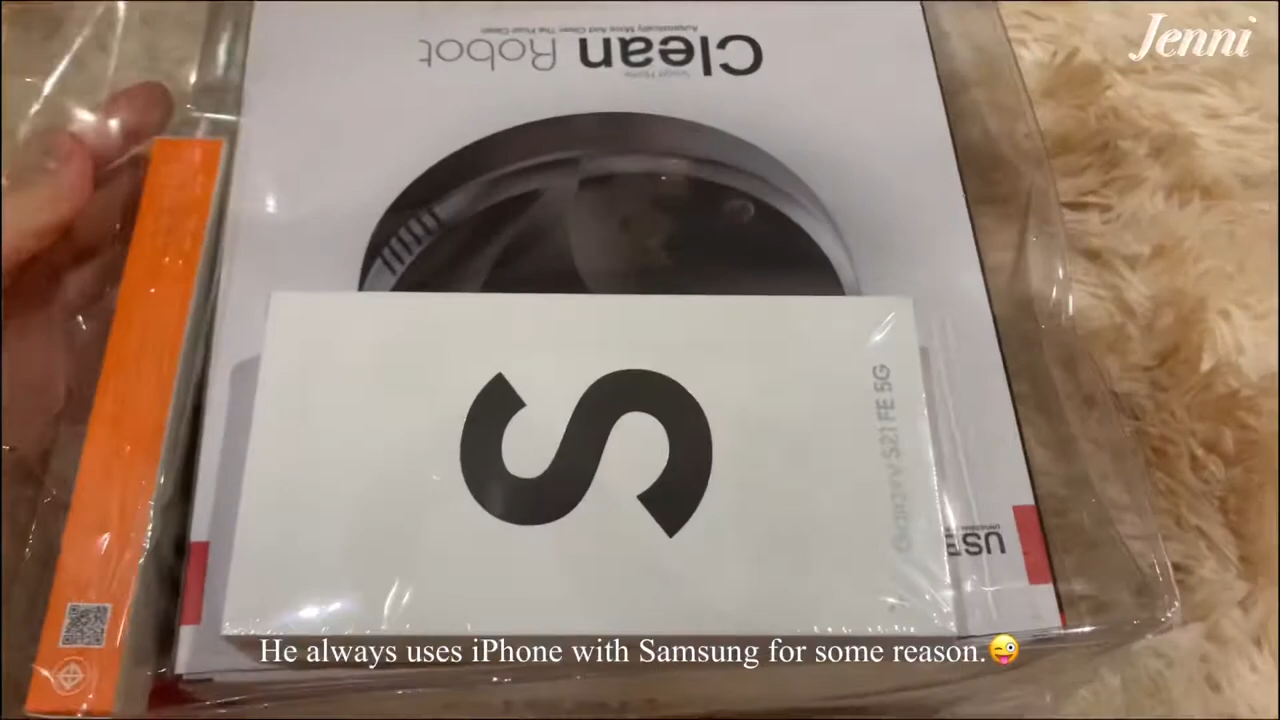 Jenni
Automatically Move And Clean The Floor Clean
Clean Robot
Smart Home
S
Galaxy S21 FE 5G
USE
He always uses iPhone with Samsung for some reason.😜